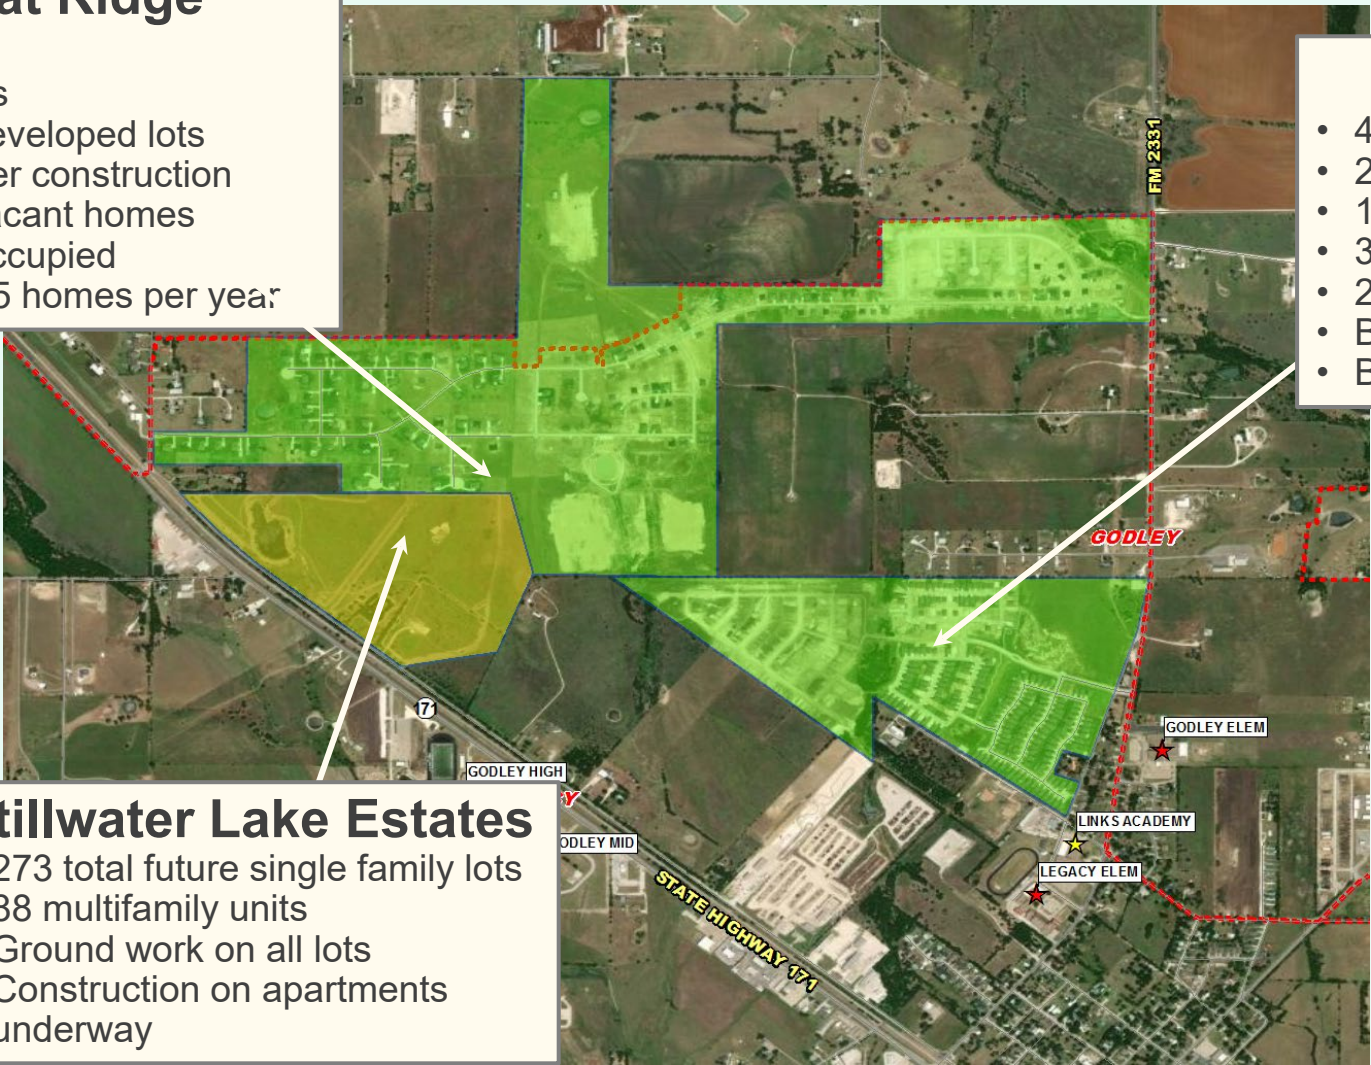 at Ridge
s
eveloped lots
er construction
acant homes
ccupied
5 homes per year
FM 2331
• 4
• 2
• 1
• 3
• 2
• B
• B
GODLEY
171
GODLEY HIGH
Y
ODLEY MID
GODLEY ELEM
LINKS ACADEMY
LEGACY ELEM
STATE HIGHWAY 171
tillwater Lake Estates
273 total future single family lots
88 multifamily units
Ground work on all lots
Construction on apartments
underway